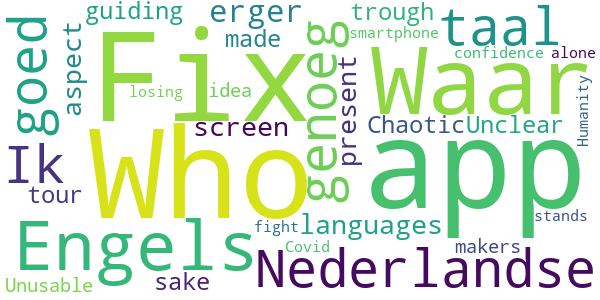 guiding
erger
trough
taal
goed
aspect
made
smartphone
Fix
Waar
confidence
alone
losing
idea
genoeg
present
screen
Chaotic
Unclear
Humanity
Ik
Who
app
tour
Engels
fight
languages
stands
Covid
makers
Unusable
sake
Nederlandse